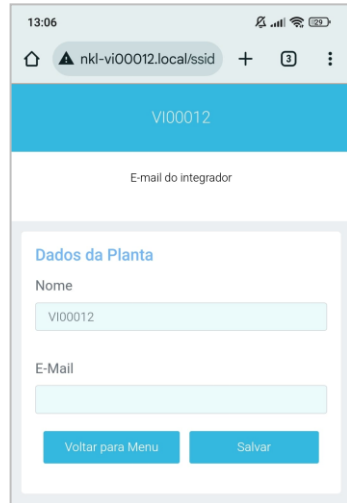 13:06
29
nkl-vi00012.local/ssid
3
VI00012
E-mail do integrador
Dados da Planta
Nome
VI00012
E-Mail
Voltar para Menu
Salvar